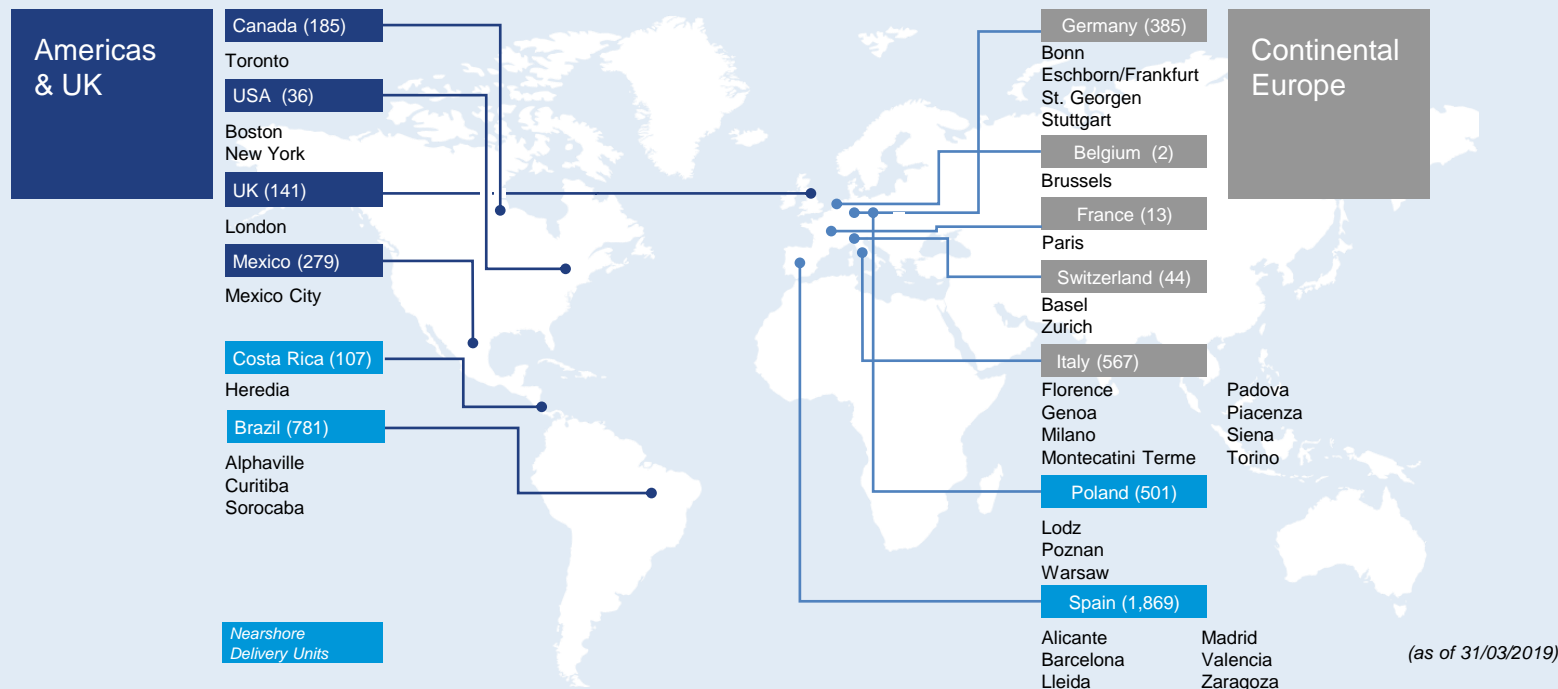 Americas
& UK
Canada (185)
Toronto
USA (36)
Boston
New York
UK (141)
London
Mexico (279)
Mexico City
Costa Rica (107)
Heredia
Brazil (781)
Alphaville
Curitiba
Sorocaba
Nearshore
Delivery Units
Continental
Europe
Germany (385)
Bonn
Eschborn/Frankfurt
St. Georgen
Stuttgart
Belgium (2)
Brussels
France (13)
Paris
Switzerland (44)
Basel
Zurich
Italy (567)
Florence
Genoa
Milano
Montecatini Terme
Padova
Piacenza
Siena
Torino
Poland (501)
Lodz
Poznan
Warsaw
Spain (1,869)
Alicante
Barcelona
Lleida
Madrid
Valencia
Zaragoza
(as of 31/03/2019)